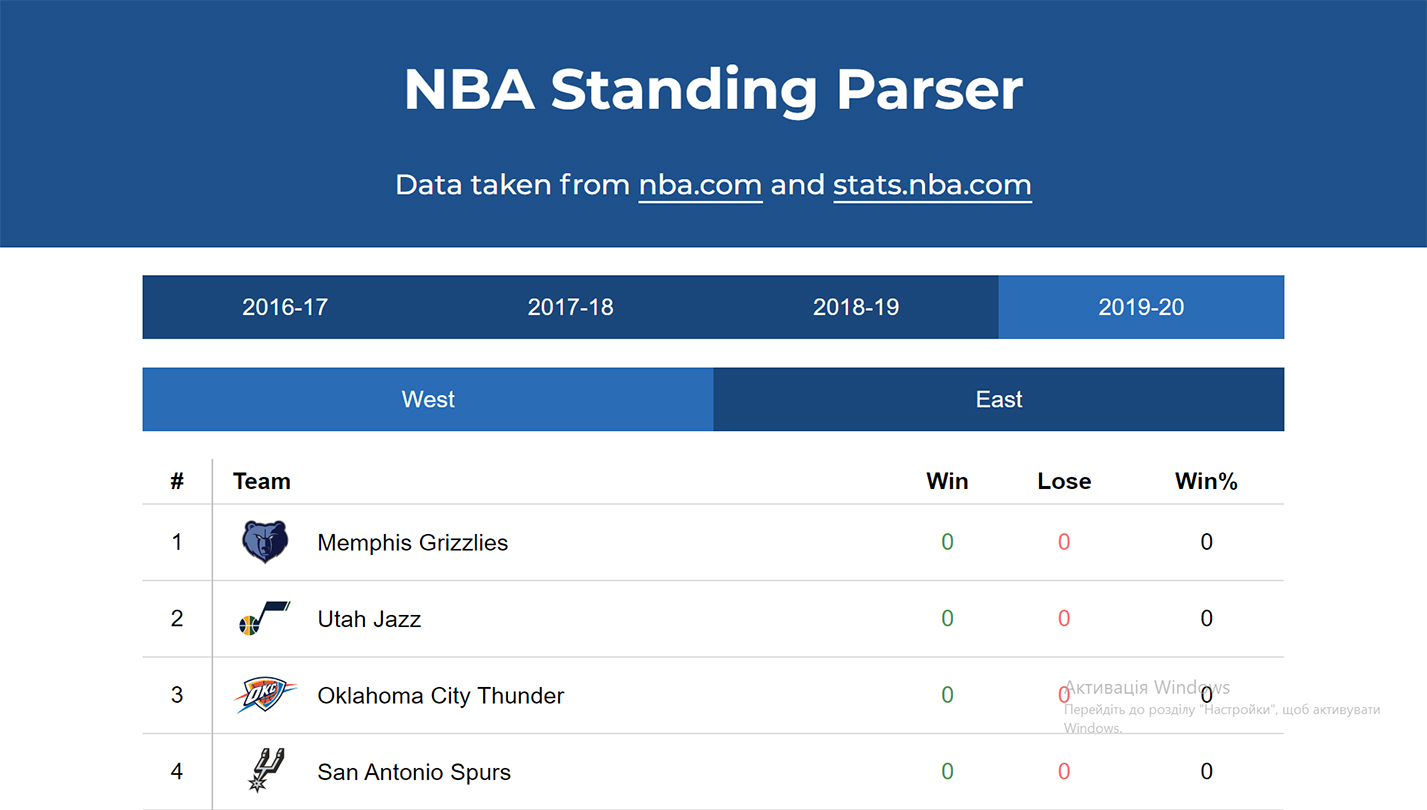 NBA Standing Parser
Data taken from nba.com and stats.nba.com
2016-17 2017-18 2018-19 2019-20
West East
# Team Win Lose Win%
1 Memphis Grizzlies 0 0 0
2 Utah Jazz 0 0 0
3 OKC Oklahoma City Thunder 0 0 0
Активація Windows
Перейдіть до розділу "Настройки", щоб активувати
Windows.
4 San Antonio Spurs 0 0 0